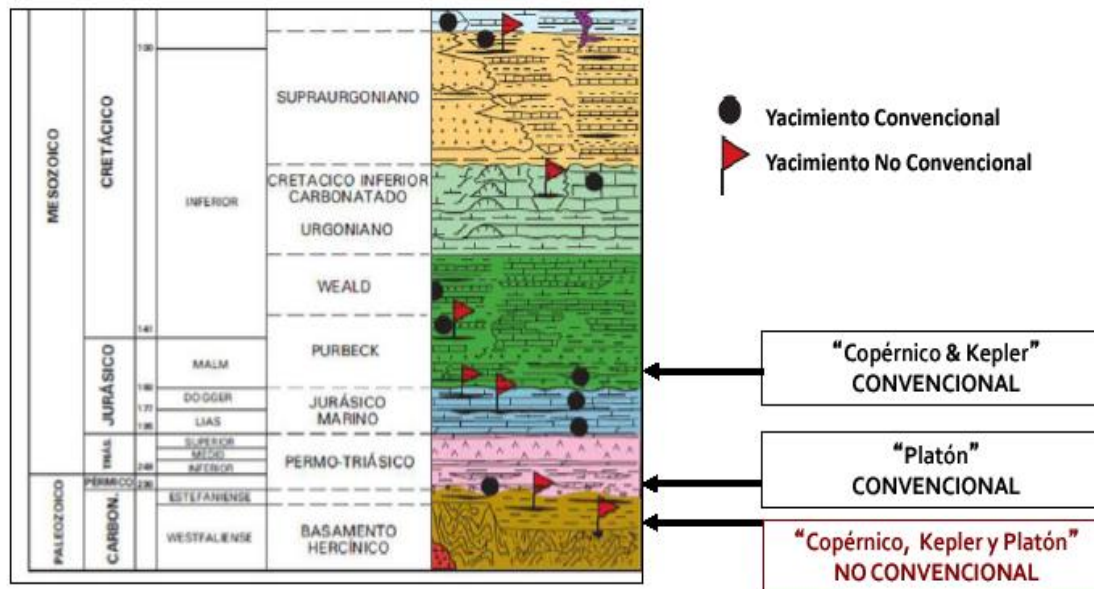 MESOZOICO
CRETÁCICO
INFERIOR
SUPRAURGONIANO
CRETACICO INFERIOR
CARBONATADO
URGONIANO
WEALD
PURBECK
JURÁSICO
MALM
DOGGER
LIAS
JURÁSICO
MARINO
TRIÁS.
SUPERIOR
MEDIO
INFERIOR
PERMO-TRIÁSICO
PALEOZOICO
PÉRMICO
CARBON.
ESTEFANIENSE
WESTFALIENSE
BASAMENTO
HERCÍNICO
Yacimiento Convencional
Yacimiento No Convencional
“Copérnico & Kepler”
CONVENCIONAL
“Platón”
CONVENCIONAL
“Copérnico, Kepler y Platón”
NO CONVENCIONAL